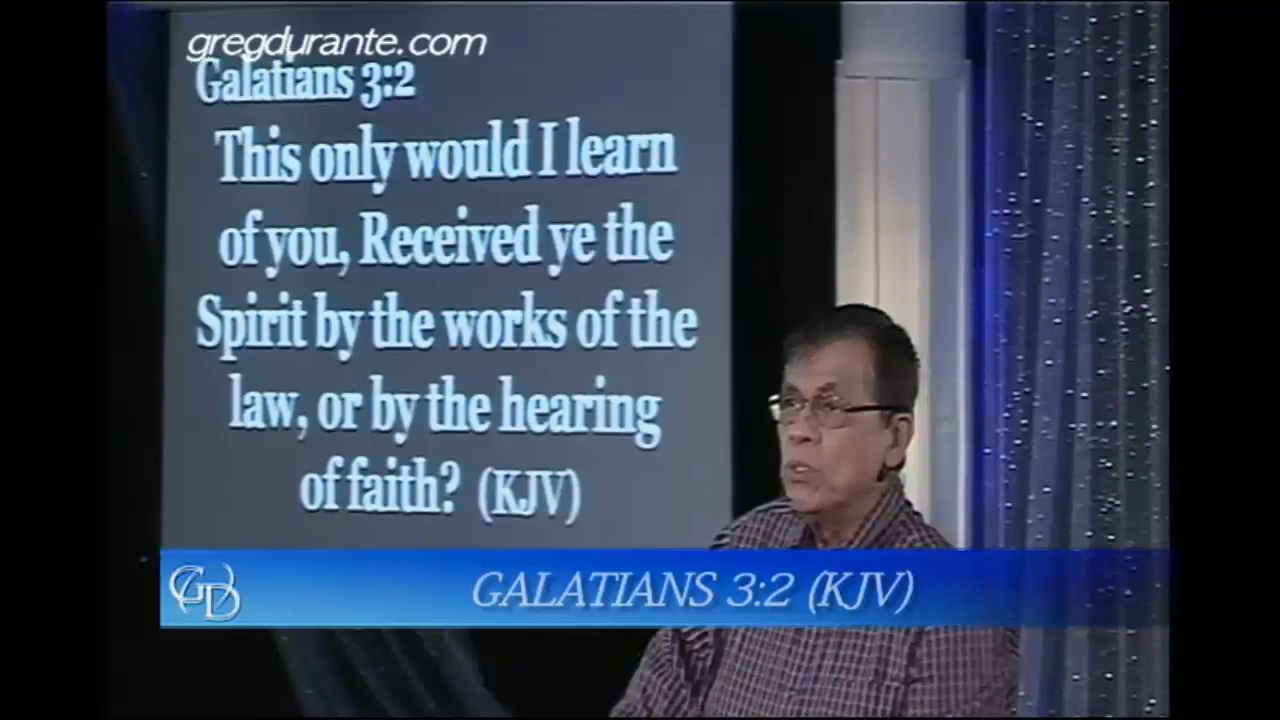 gregdurante.com
Galatians 3:2
This only would I learn
of you, Received ye the
Spirit by the works of the
law, or by the hearing
of faith? (KJV)
GD GALATIANS 3:2 (KJV)